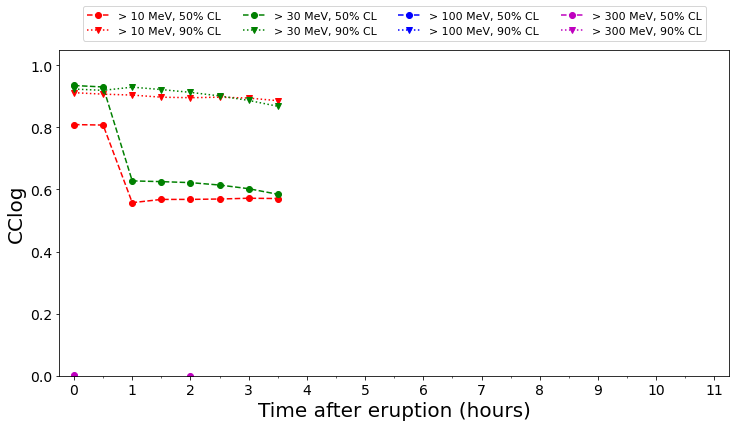 > 10 MeV, 50% CL > 30 MeV, 50% CL > 100 MeV, 50% CL > 300 MeV, 50% CL
> 10 MeV, 90% CL > 30 MeV, 90% CL > 100 MeV, 90% CL > 300 MeV, 90% CL
1.0
0.8
0.6
0.4
0.2
0.0
CClog
0 1 2 3 4 5 6 7 8 9 10 11
Time after eruption (hours)